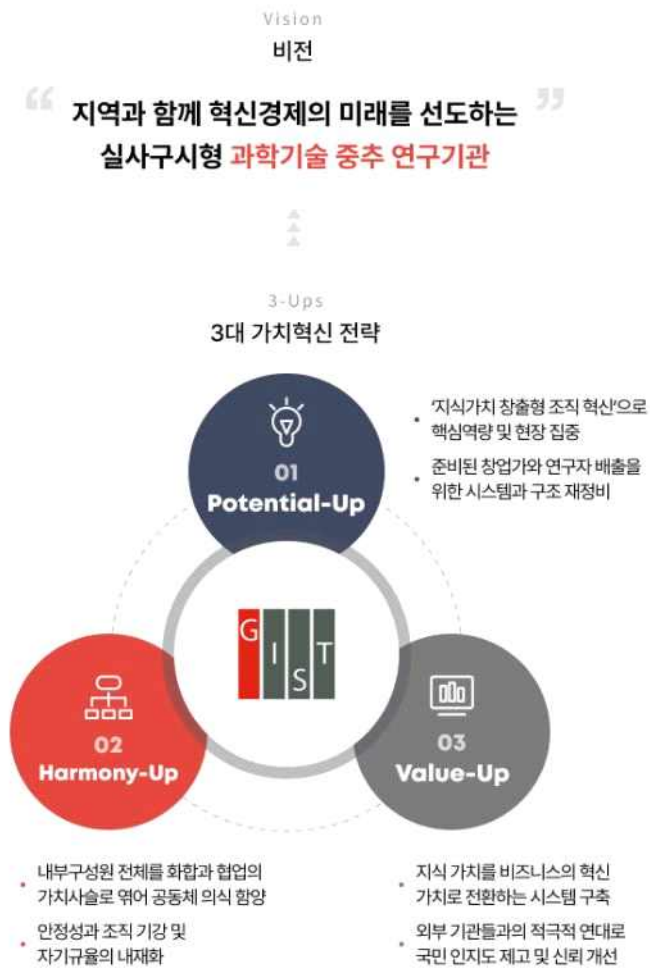 Vision
비전
“ 지역과 함께 혁신경제의 미래를 선도하는 ”
실사구시형 과학기술 중추 연구기관
3-Ups
3대 가치혁신 전략
01
Potential-Up
• '지식가치 창출형 조직 혁신'으로
핵심역량 및 현장 집중
• 준비된 창업가와 연구자 배출을
위한 시스템과 구조 재정비
GIST
02
Harmony-Up
03
Value-Up
• 내부구성원 전체를 화합과 협업의
가치사슬로 엮어 공동체 의식 함양
• 안정성과 조직 기강 및
자기규율의 내재화
• 지식 가치를 비즈니스의 혁신
가치로 전환하는 시스템 구축
• 외부 기관들과의 적극적 연대로
국민 인지도 제고 및 신뢰 개선